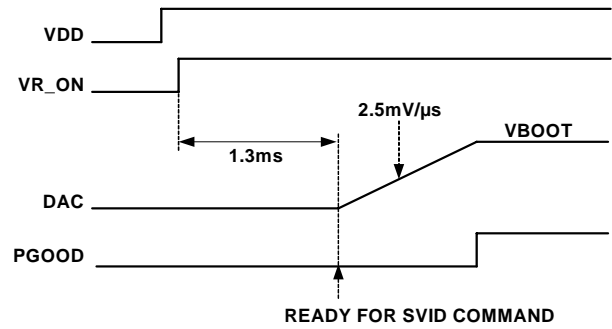 VDD
VR_ON
2.5mV/µs
VBOOT
1.3ms
DAC
PGOOD
READY FOR SVID COMMAND